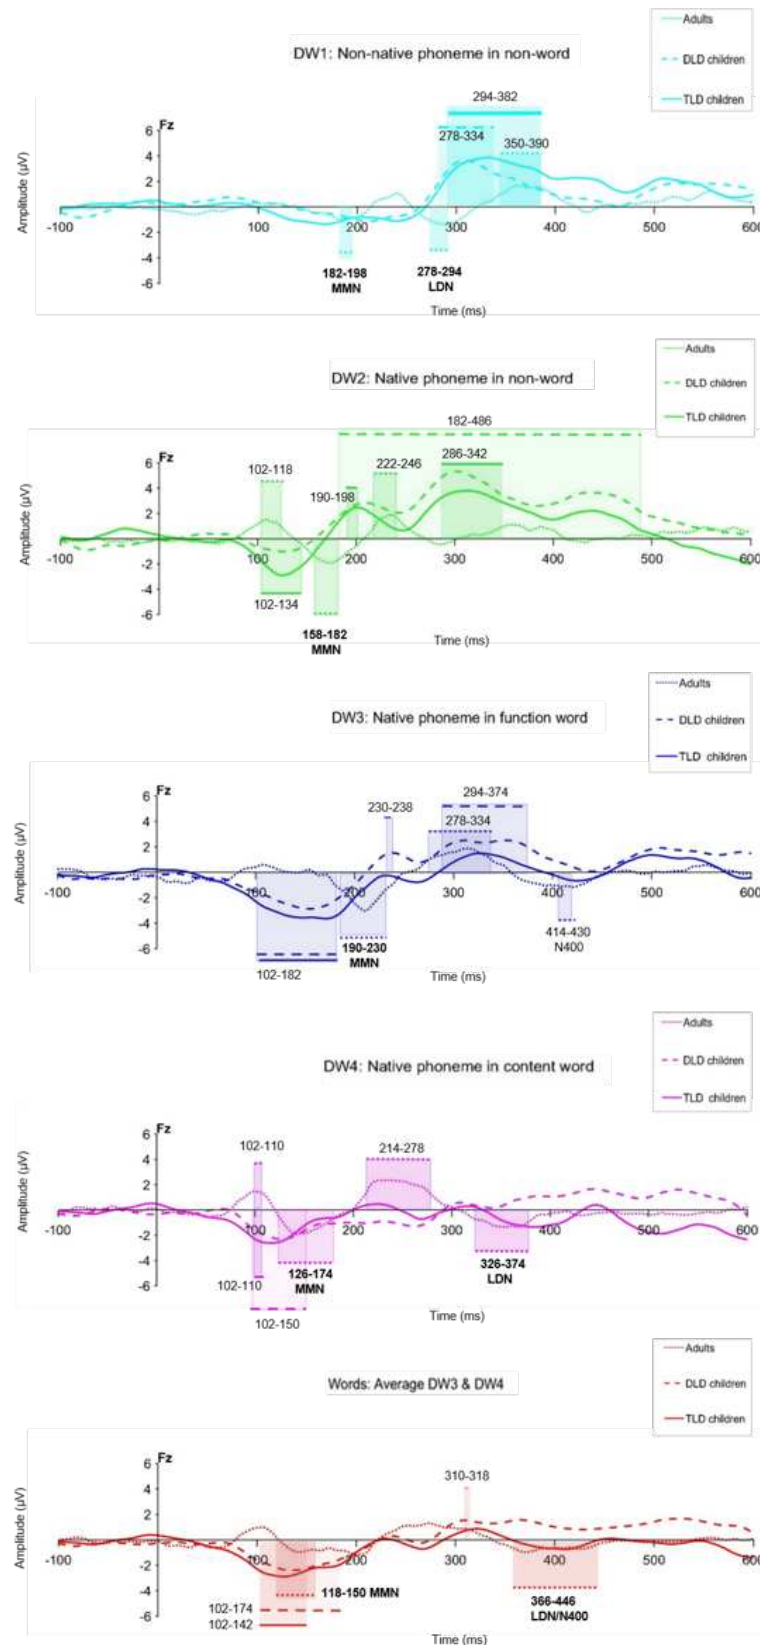 Adults
DW1: Non-native phoneme in non-word
DLD children
TLD children
294-382
Fz
278-334
350-390
Amplitude (µV)
6
4
2
-2
-4
-6
-100
100
200
300
400
500
600
182-198
MMN
278-294
LDN
Time (ms)
Adults
DW2: Native phoneme in non-word
DLD children
TLD children
182-486
Fz
102-118
190-198
222-246
286-342
Amplitude (µV)
6
4
2
0
-2
-4
-6
-100
100
200
300
400
500
600
102-134
158-182
MMN
Time (ms)
Adults
DW3: Native phoneme in function word
DLD children
TLD children
Fz
230-238
294-374
278-334
Amplitude (µV)
6
4
2
0
-2
-4
-6
-100
100
200
300
400
500
600
102-182
190-230
MMN
414-430
N400
Time (ms)
Adults
DW4: Native phoneme in content word
DLD children
TLD children
Fz
102-110
214-278
Amplitude (µV)
6
4
2
0
-2
-4
-6
-100
100
200
300
400
500
600
102-110
126-174
MMN
326-374
LDN
102-150
Time (ms)
Adults
Words: Average DW3 & DW4
DLD children
TLD children
Fz
310-318
Amplitude (µV)
6
4
2
0
-2
-4
-6
-100
100
200
300
400
500
600
118-150 MMN
102-174
102-142
366-446
LDN/N400
Time (ms)